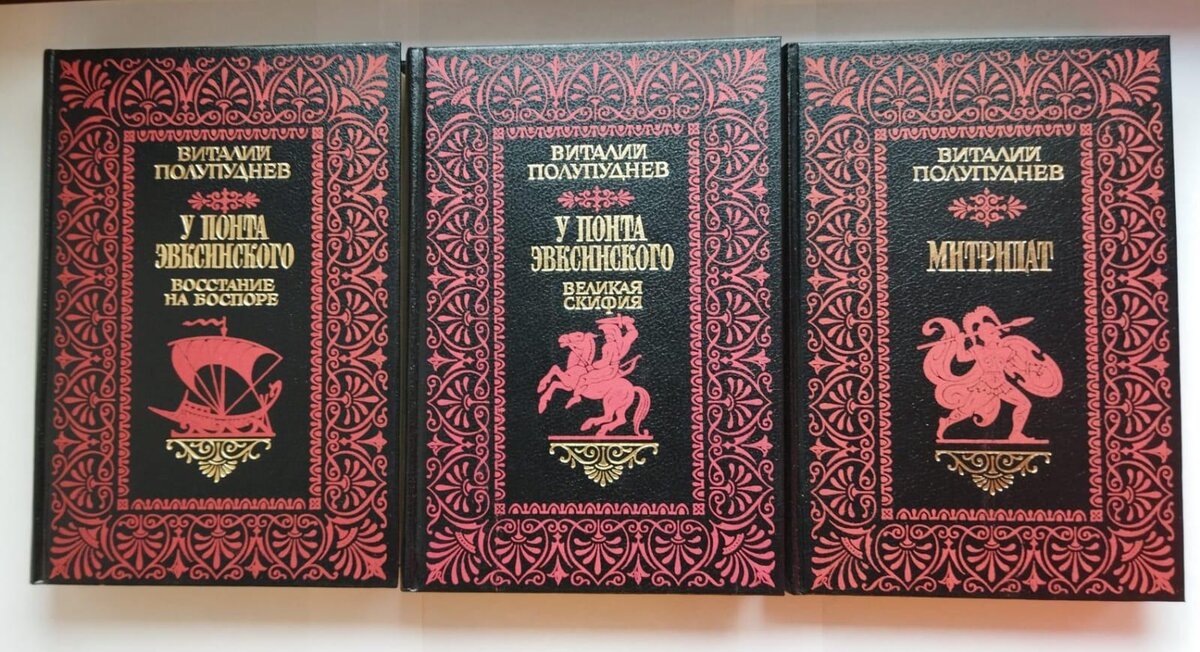 ВИТАЛИЙ
ПОЛУПУДНЕВ
У ПОНТА
ЭВКСИНСКОГО
ВОССТАНИЕ
НА БОСПОРЕ
ВИТАЛИЙ
ПОЛУПУДНЕВ
У ПОНТА
ЭВКСИНСКОГО
ВЕЛИКАЯ
СКИФИЯ
ВИТАЛИЙ
ПОЛУПУДНЕВ
МИТРИДАТ